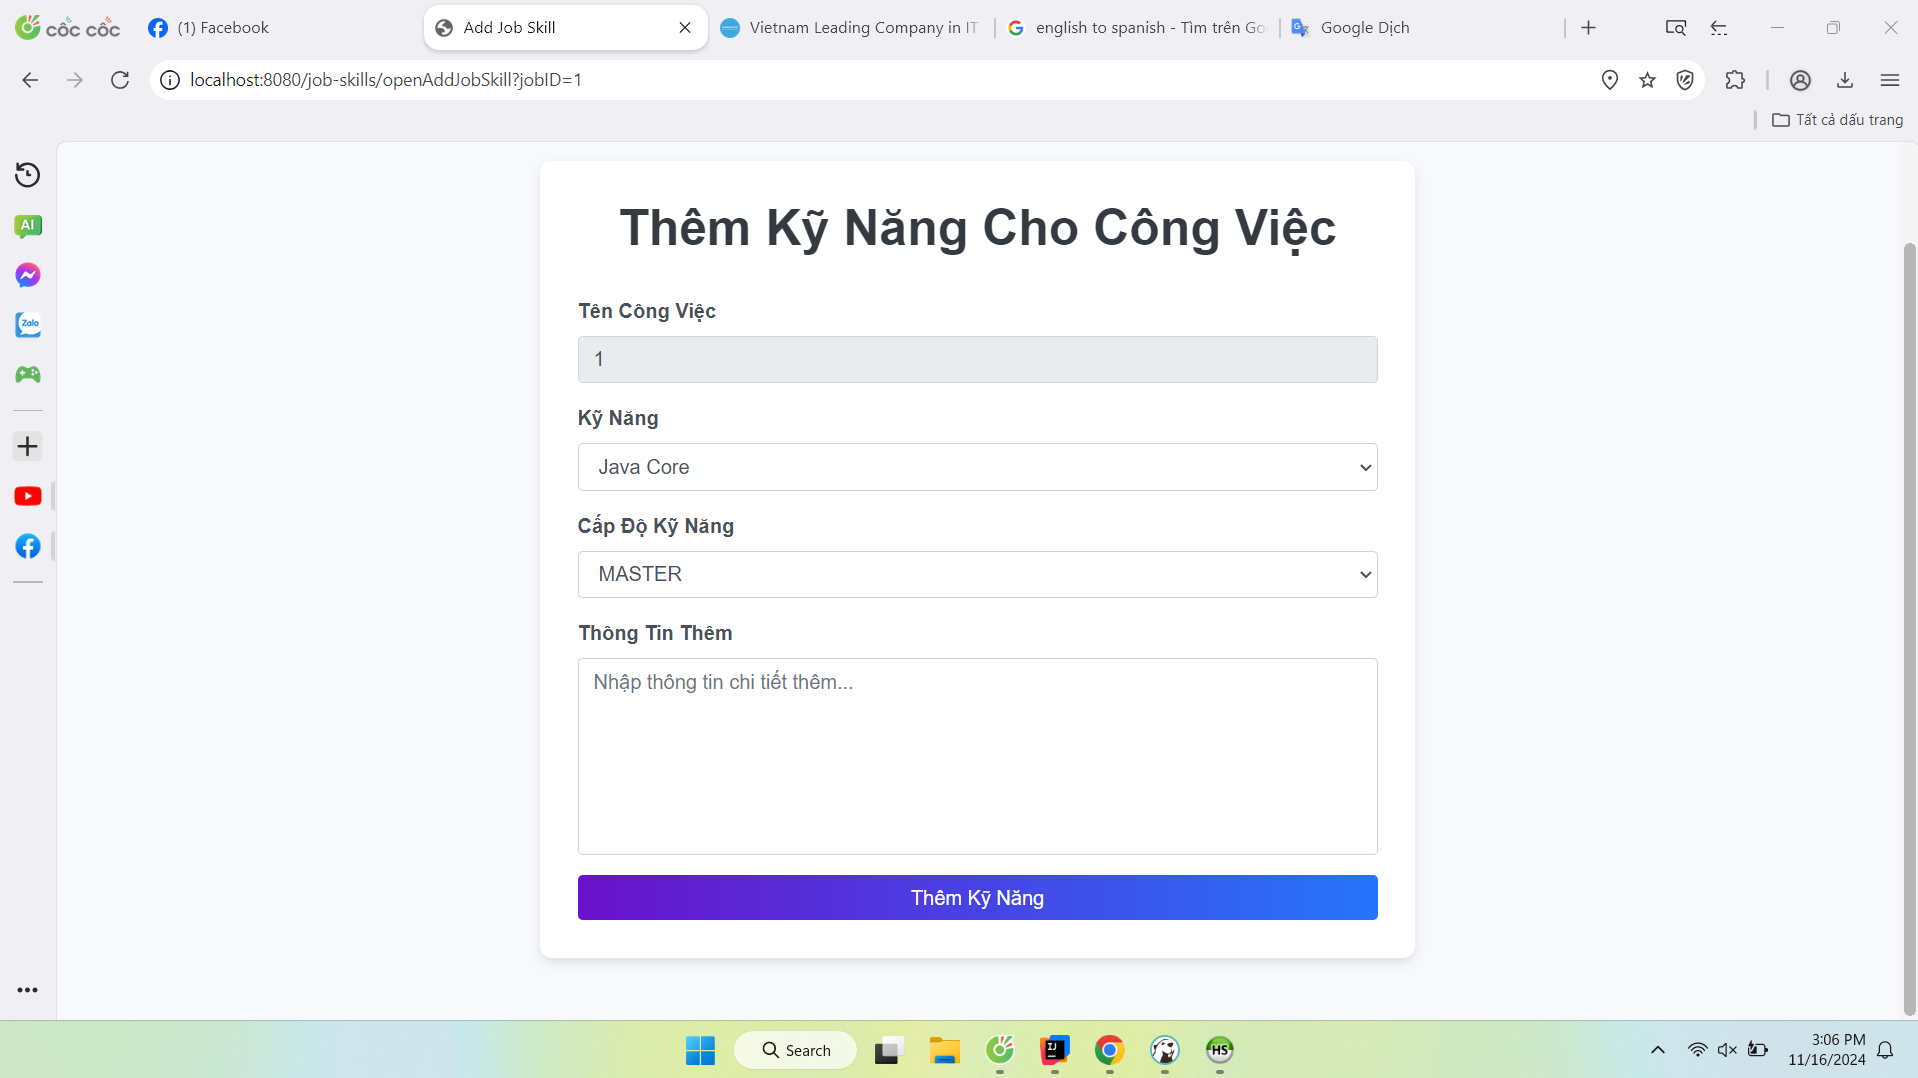 cốc cốc
(1) Facebook
Add Job Skill
Vietnam Leading Company in IT
english to spanish - Tìm trên Go
Google Dịch
localhost:8080/job-skills/openAddJobSkill?jobID=1
Tất cả dấu trang
AI
Zalo
Thêm Kỹ Năng Cho Công Việc
Tên Công Việc
1
Kỹ Năng
Java Core
Cấp Độ Kỹ Năng
MASTER
Thông Tin Thêm
Nhập thông tin chi tiết thêm...
Thêm Kỹ Năng
Search
IJ
HS
3:06 PM
11/16/2024